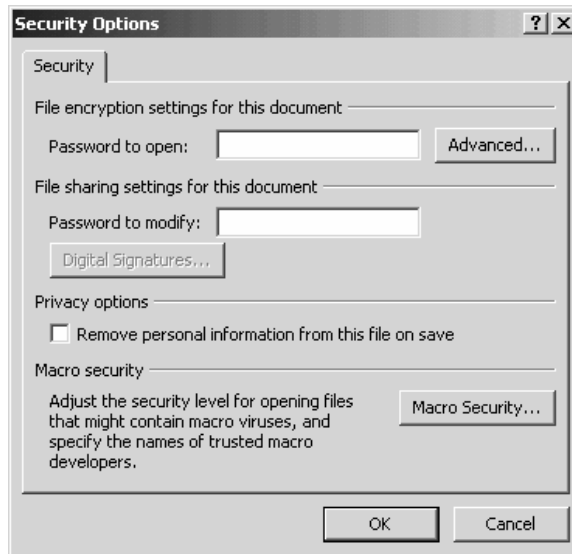 Security Options
Security
File encryption settings for this document
Password to open:
Advanced...
File sharing settings for this document
Password to modify:
Digital Signatures...
Privacy options
Remove personal information from this file on save
Macro security
Adjust the security level for opening files
that might contain macro viruses, and
specify the names of trusted macro
developers.
Macro Security...
OK
Cancel